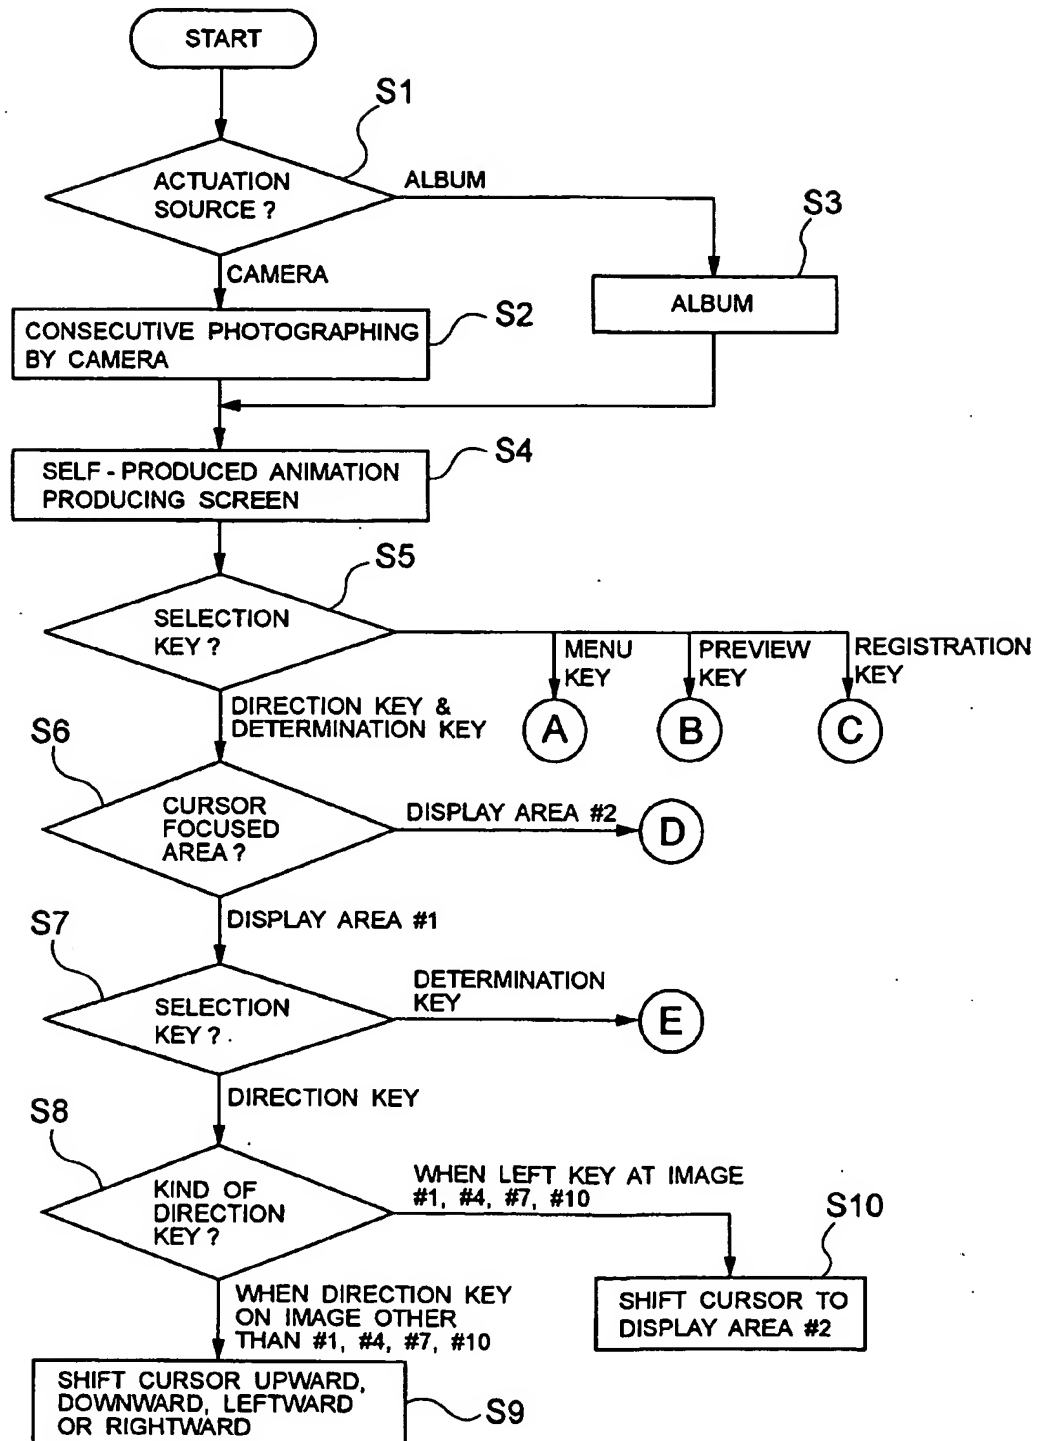 START
S1
ACTUATION
SOURCE ?
ALBUM
S3
CAMERA
ALBUM
S2
CONSECUTIVE PHOTOGRAPHING
BY CAMERA
S4
SELF - PRODUCED ANIMATION
PRODUCING SCREEN
S5
SELECTION
KEY ?
MENU
KEY
PREVIEW
KEY
REGISTRATION
KEY
DIRECTION KEY &
DETERMINATION KEY
A
B
C
S6
CURSOR
FOCUSED
AREA ?
DISPLAY AREA #2
D
DISPLAY AREA #1
S7
SELECTION
KEY ?
DETERMINATION
KEY
E
DIRECTION KEY
S8
KIND OF
DIRECTION
KEY ?
WHEN LEFT KEY AT IMAGE
#1, #4, #7, #10
S10
SHIFT CURSOR TO
DISPLAY AREA #2
WHEN DIRECTION KEY
ON IMAGE OTHER
THAN #1, #4, #7, #10
SHIFT CURSOR UPWARD,
DOWNWARD, LEFTWARD
OR RIGHTWARD
S9